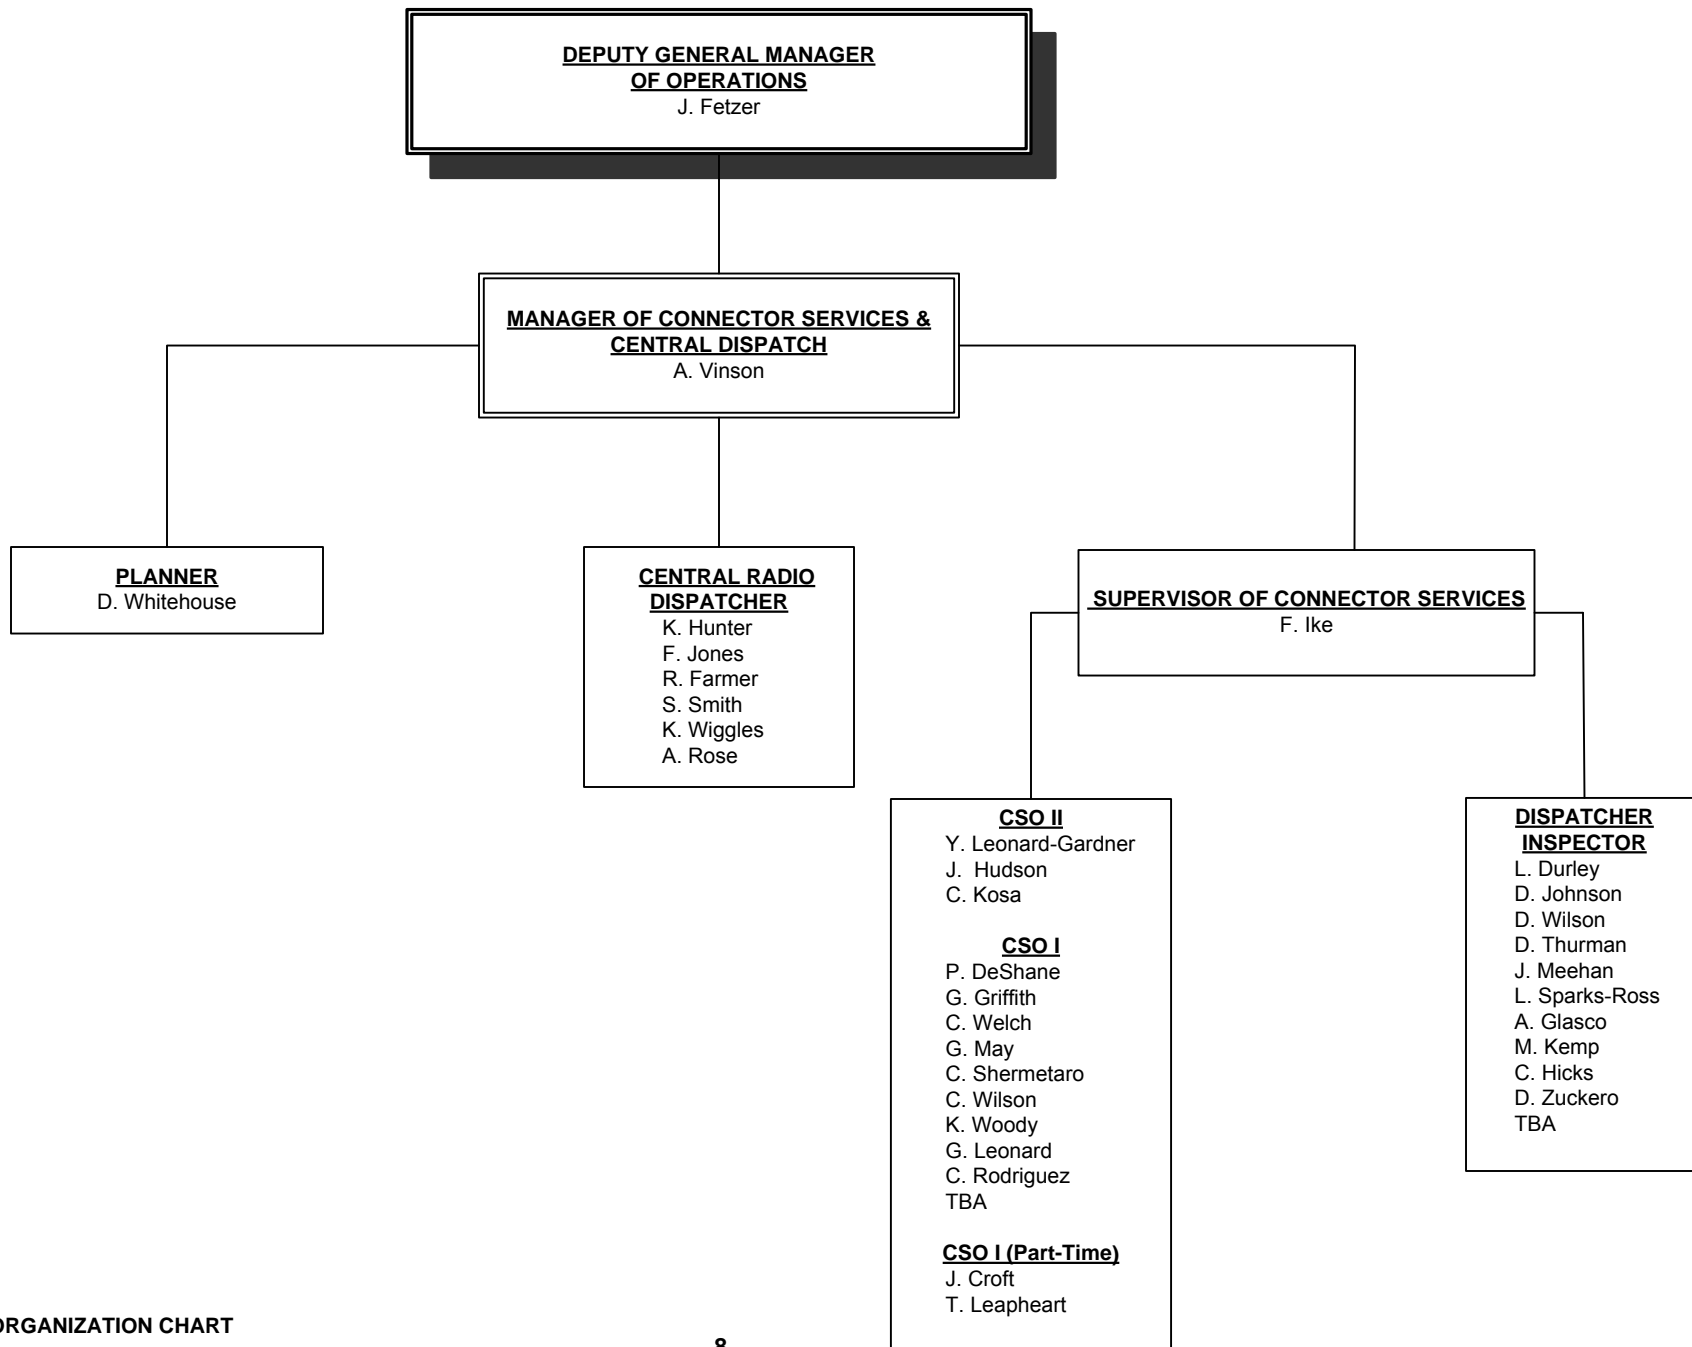 DEPUTY GENERAL MANAGER
OF OPERATIONS
J. Fetzer
MANAGER OF CONNECTOR SERVICES &
CENTRAL DISPATCH
A. Vinson
PLANNER
D. Whitehouse
CENTRAL RADIO
DISPATCHER
K. Hunter
F. Jones
R. Farmer
S. Smith
K. Wiggles
A. Rose
SUPERVISOR OF CONNECTOR SERVICES
F. Ike
CSO II
Y. Leonard-Gardner
J. Hudson
C. Kosa
CSO I
P. DeShane
G. Griffith
C. Welch
G. May
C. Shermetaro
C. Wilson
K. Woody
G. Leonard
C. Rodriguez
TBA
CSO I (Part-Time)
J. Croft
T. Leapheart
DISPATCHER
INSPECTOR
L. Durley
D. Johnson
D. Wilson
D. Thurman
J. Meehan
L. Sparks-Ross
A. Glasco
M. Kemp
C. Hicks
D. Zuckero
TBA
ORGANIZATION CHART
8